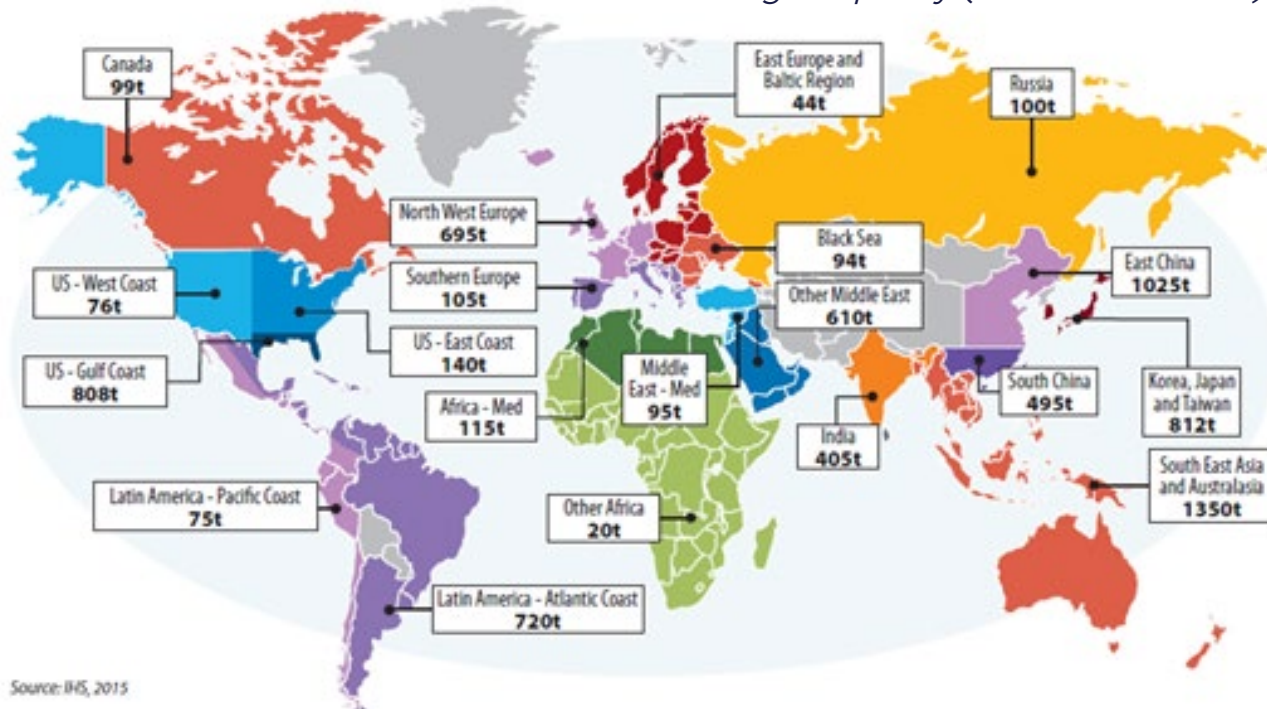 Canada
99t
East Europe and
Baltic Region
44t
Russia
100t
North West Europe
695t
Black Sea
94t
East China
1025t
US - West Coast
76t
Southern Europe
105t
Other Middle East
610t
US - East Coast
140t
US - Gulf Coast
808t
Africa - Med
115t
Middle
East - Med
95t
South China
495t
Korea, Japan
and Taiwan
812t
India
405t
South East Asia
and Australasia
1350t
Latin America - Pacific Coast
75t
Other Africa
20t
Latin America - Atlantic Coast
720t
Source: IHS, 2015